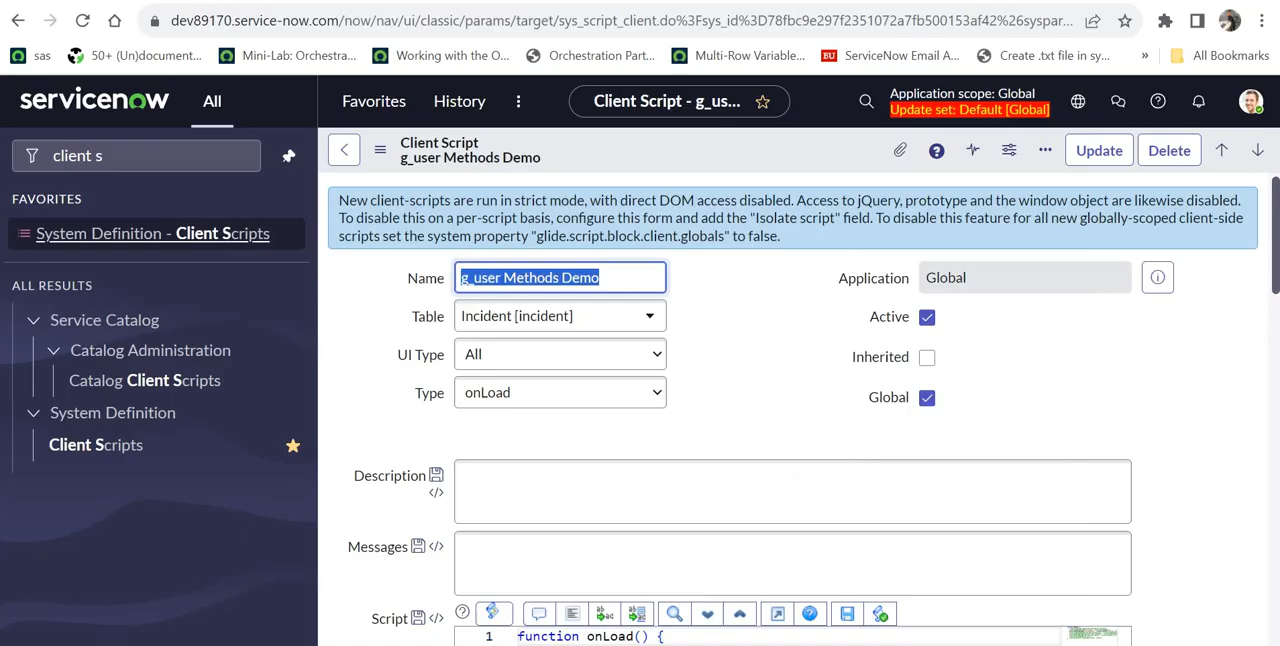 dev89170.service-now.com/now/nav/ui/classic/params/target/sys_script_client.do%3Fsys_id%3D78fbc9e297f2351072a7fb500153af42%26syspar...
sas
50+ (Un)document...
Mini-Lab: Orchestra...
Working with the O...
Orchestration Part...
Multi-Row Variable...
BU
ServiceNow Email A...
Create .txt file in sy...
»
All Bookmarks
servicenow
All
Favorites
History
Client Script - g_us...
Application scope: Global
Update set: Default [Global]
client s
Client Script
g_user Methods Demo
Update
Delete
FAVORITES
System Definition - Client Scripts
ALL RESULTS
Service Catalog
Catalog Administration
Catalog Client Scripts
System Definition
Client Scripts
New client-scripts are run in strict mode, with direct DOM access disabled. Access to jQuery, prototype and the window object are likewise disabled.
To disable this on a per-script basis, configure this form and add the "Isolate script" field. To disable this feature for all new globally-scoped client-side
scripts set the system property "glide.script.block.client.globals" to false.
Name
g_user Methods Demo
Application
Global
Table
Incident [incident]
Active
UI Type
All
Inherited
Type
onLoad
Global
Description
Messages
Script
1 function onLoad() {